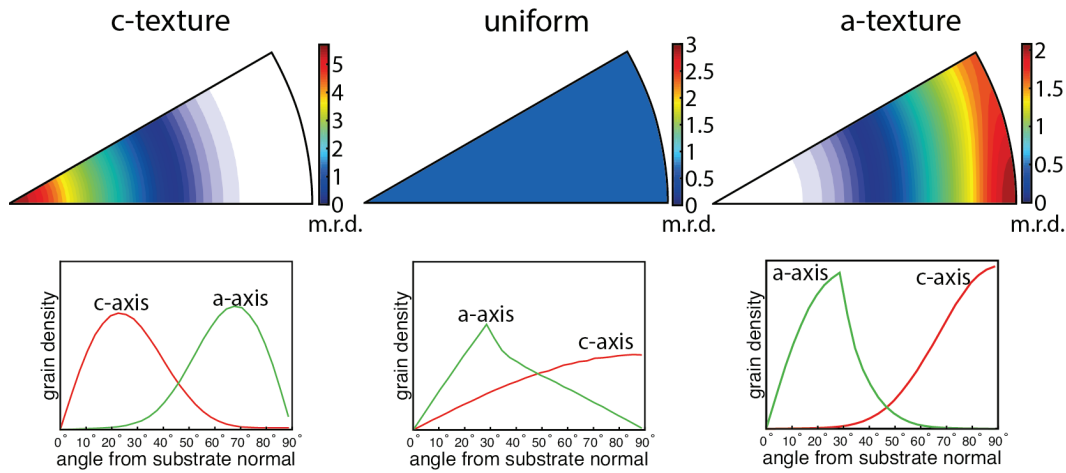 c-texture
uniform
a-texture
5
4
3
2
1
0
m.r.d.
3
2.5
2
1.5
1
0.5
0
m.r.d.
2
1.5
1
0.5
0
m.r.d.
grain density
c-axis
a-axis
0° 10 20 30 40 50 60 70 80 90°
angle from substrate normal
grain density
a-axis
c-axis
0° 10 20 30 40 50 60 70 80 90°
angle from substrate normal
grain density
a-axis
c-axis
0° 10 20 30 40 50 60 70 80 90°
angle from substrate normal